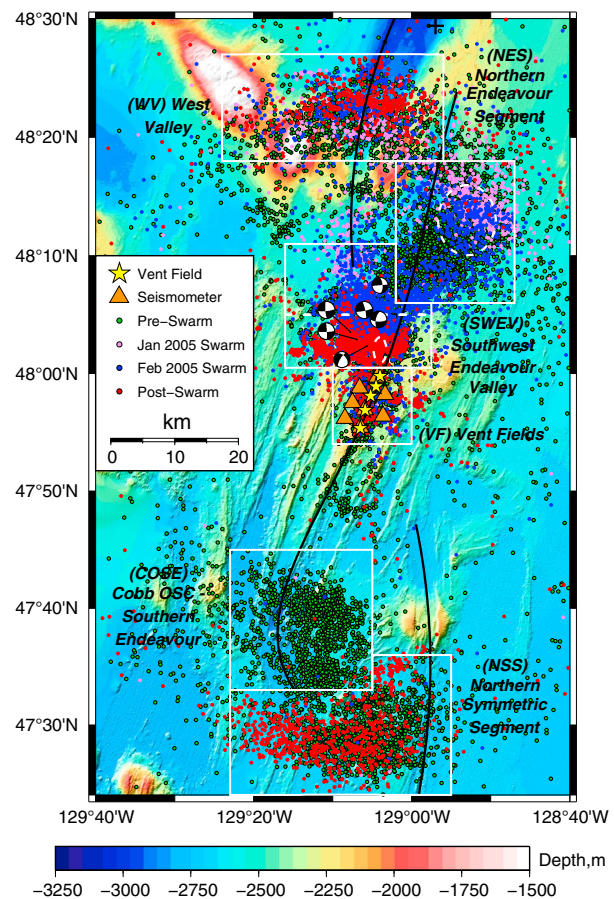 48°30'N
48°20'N
48°10'N
48°00'N
47°50'N
47°40'N
47°30'N
(WV) West
Valley
(NES)
Northern
Endeavour
Segment
Vent Field
Seismometer
Pre−Swarm
Jan 2005 Swarm
Feb 2005 Swarm
Post−Swarm
km
0 10 20
(SWEV)
Southwest
Endeavour
Valley
(VF) Vent Fields
(COSE)
Cobb OSC
Southern
Endeavour
(NSS)
Northern
Symmetric
Segment
129°40'W 129°20'W 129°00'W 128°40'W
Depth,m
−3250 −3000 −2750 −2500 −2250 −2000 −1750 −1500